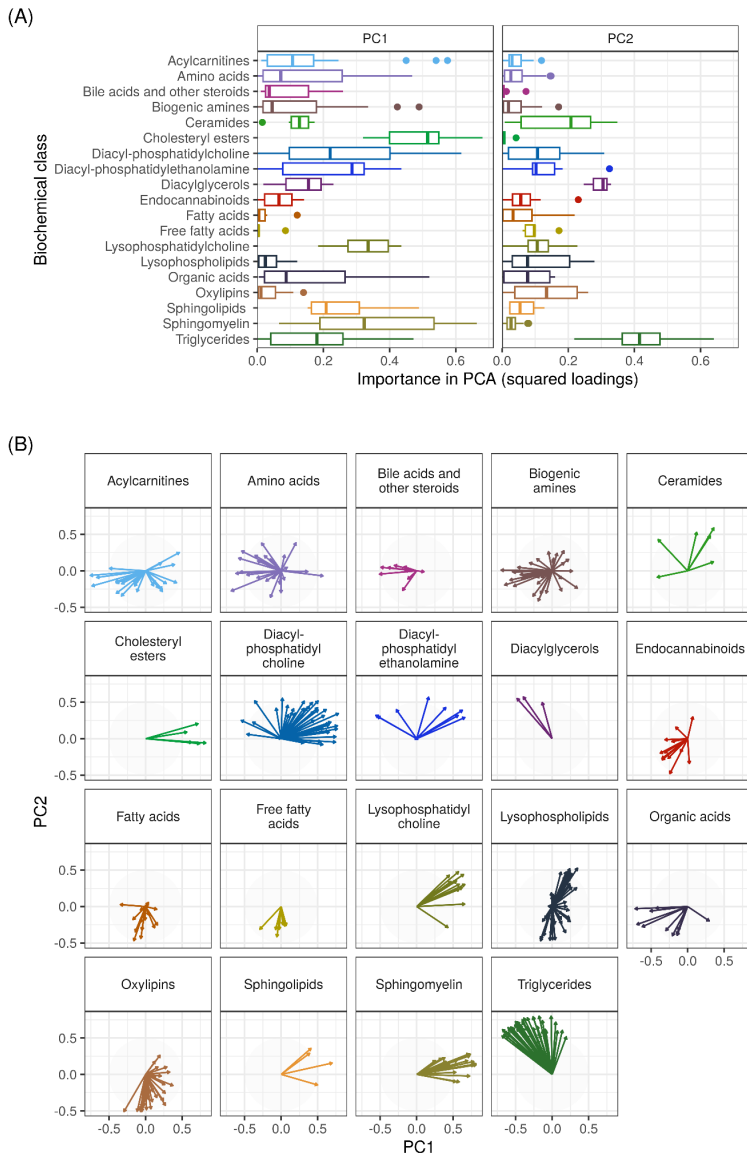 (A)
PC1
PC2
Biochemical class
Acylcarnitines
Amino acids
Bile acids and other steroids
Biogenic amines
Ceramides
Cholesteryl esters
Diacyl-phosphatidylcholine
Diacyl-phosphatidylethanolamine
Diacylglycerols
Endocannabinoids
Fatty acids
Free fatty acids
Lysophosphatidylcholine
Lysophospholipids
Organic acids
Oxylipins
Sphingolipids
Sphingomyelin
Triglycerides
0.0 0.2 0.4 0.6 0.0 0.2 0.4 0.6
Importance in PCA (squared loadings)
(B)
Acylcarnitines
Amino acids
Bile acids and
other steroids
Biogenic
amines
Ceramides
0.5
0.0
-0.5
Cholesteryl
esters
Diacyl-
phosphatidyl
choline
Diacyl-
phosphatidyl
ethanolamine
Diacylglycerols
Endocannabinoids
0.5
0.0
-0.5
PC2
Fatty acids
Free fatty
acids
Lysophosphatidyl
choline
Lysophospholipids
Organic acids
0.5
0.0
-0.5
-0.5 0.0 0.5
Oxylipins
Sphingolipids
Sphingomyelin
Triglycerides
0.5
0.0
-0.5
-0.5 0.0 0.5 -0.5 0.0 0.5 -0.5 0.0 0.5 -0.5 0.0 0.5
PC1